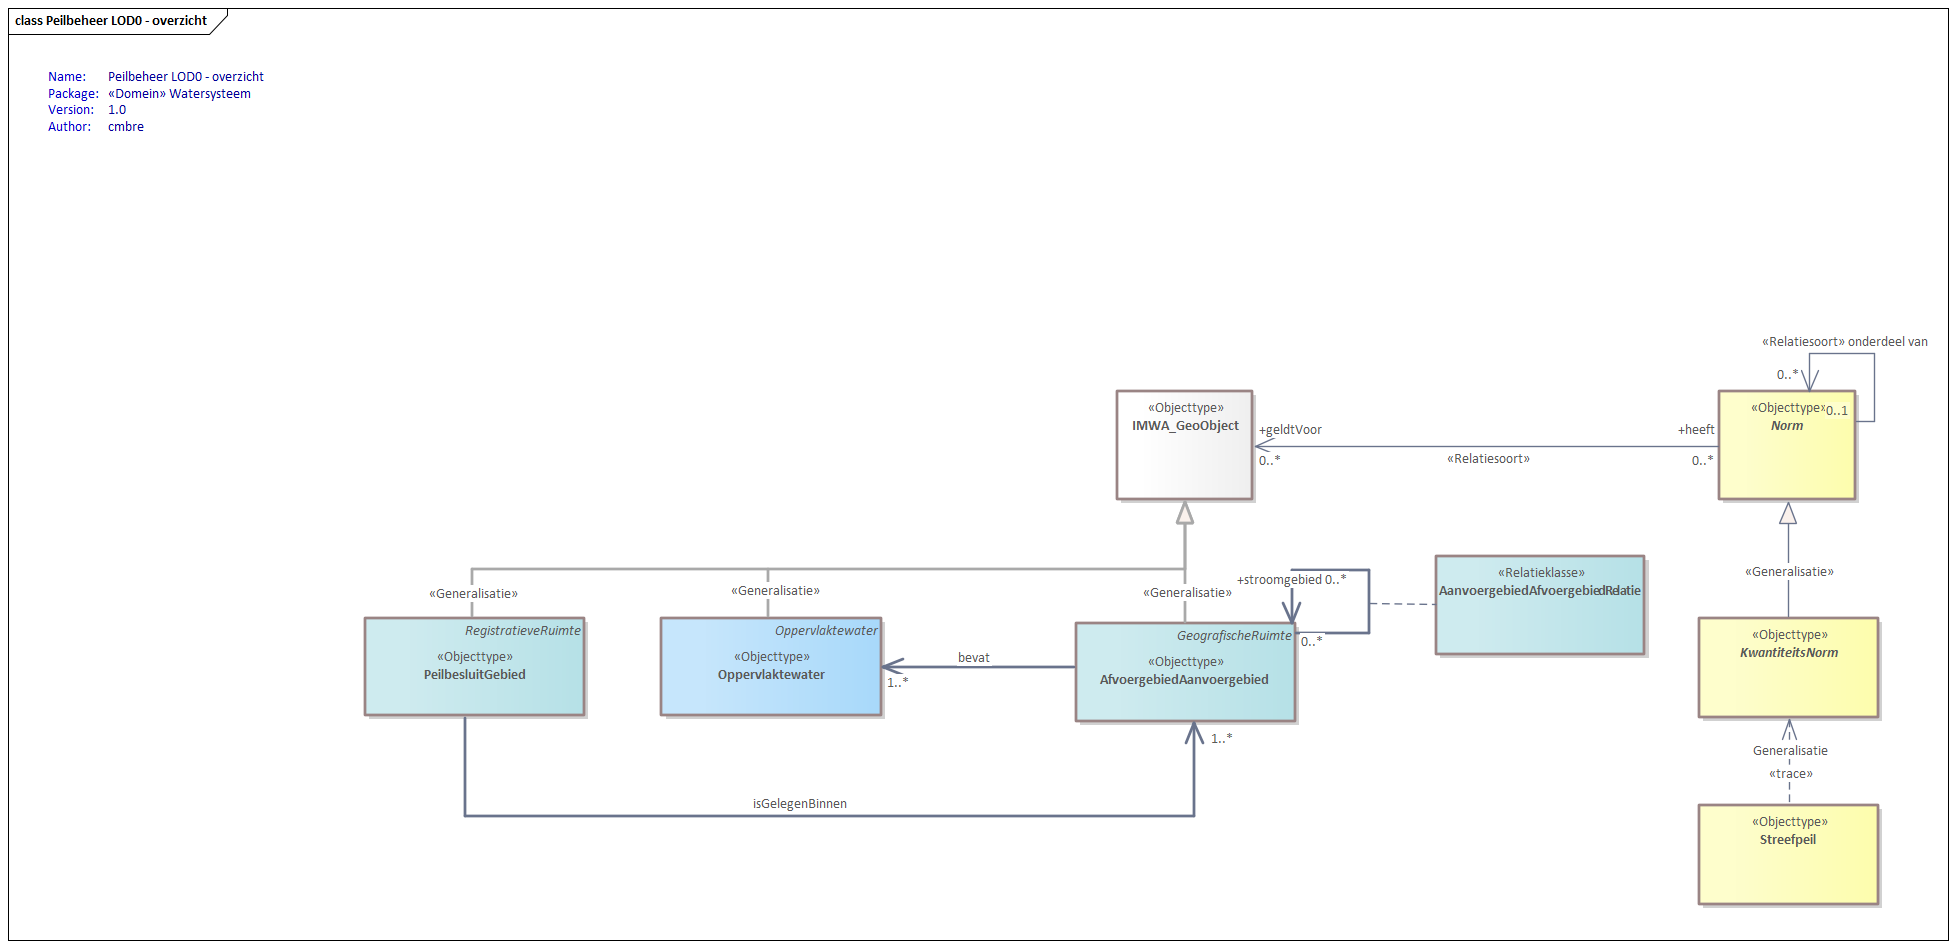 class Peilbeheer LOD0 - overzicht
Name: Peilbeheer LOD0 - overzicht
Package: «Domein» Watersysteem
Version: 1.0
Author: cmbre
«Relatiesoort» onderdeel van
0..*
«Objecttype»
IMWA_GeoObject
«Objecttype»
0..1
Norm
+geldtVoor
+heeft
0..*
«Relatiesoort»
0..*
«Generalisatie»
«Generalisatie»
«Generalisatie»
+stroomgebied 0..*
0..*
«Relatieklasse»
AanvoergebiedAfvoergebiedRelatie
«Generalisatie»
RegistratieveRuimte
«Objecttype»
PeilbesluitGebied
Oppervlaktewater
«Objecttype»
Oppervlaktewater
bevat
1..*
GeografischeRuimte
«Objecttype»
AfvoergebiedAanvoergebied
«Objecttype»
KwantiteitsNorm
1..*
isGelegenBinnen
Generalisatie
«trace»
«Objecttype»
Streefpeil